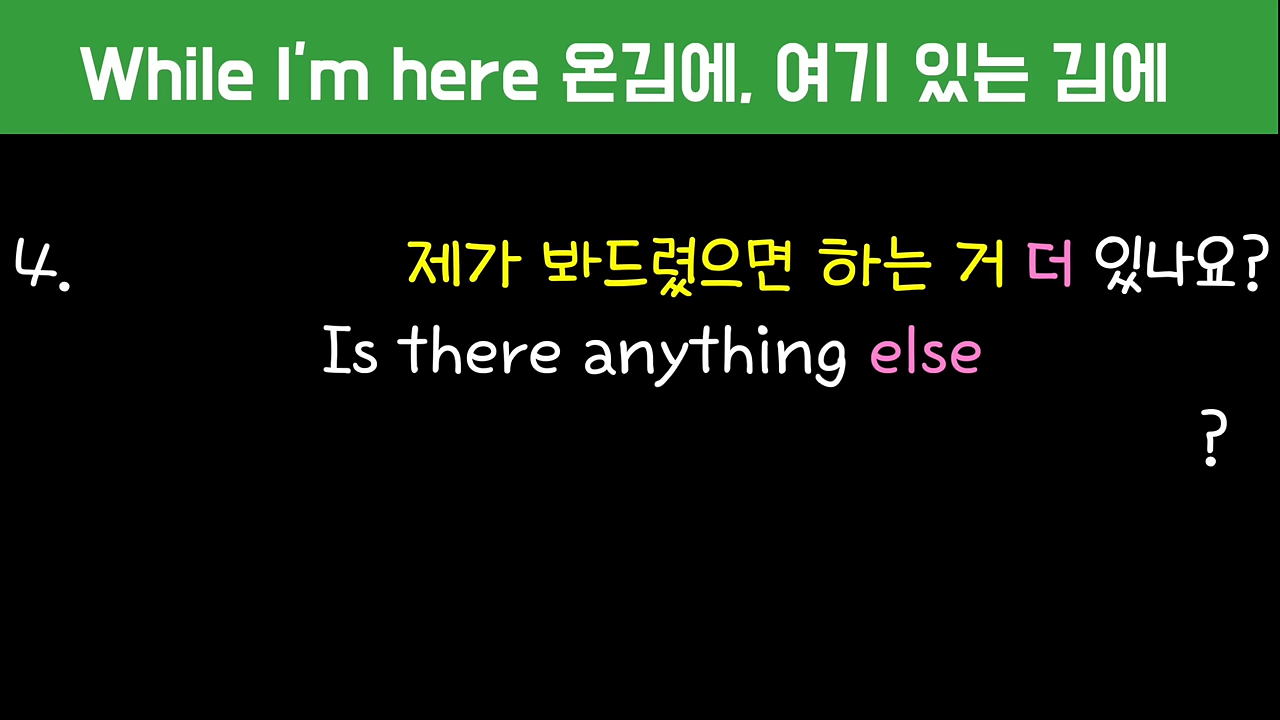 While I'm here 온김에, 여기 있는 김에
4. 제가 봐드렸으면 하는 거 더 있나요?
Is there anything else
?